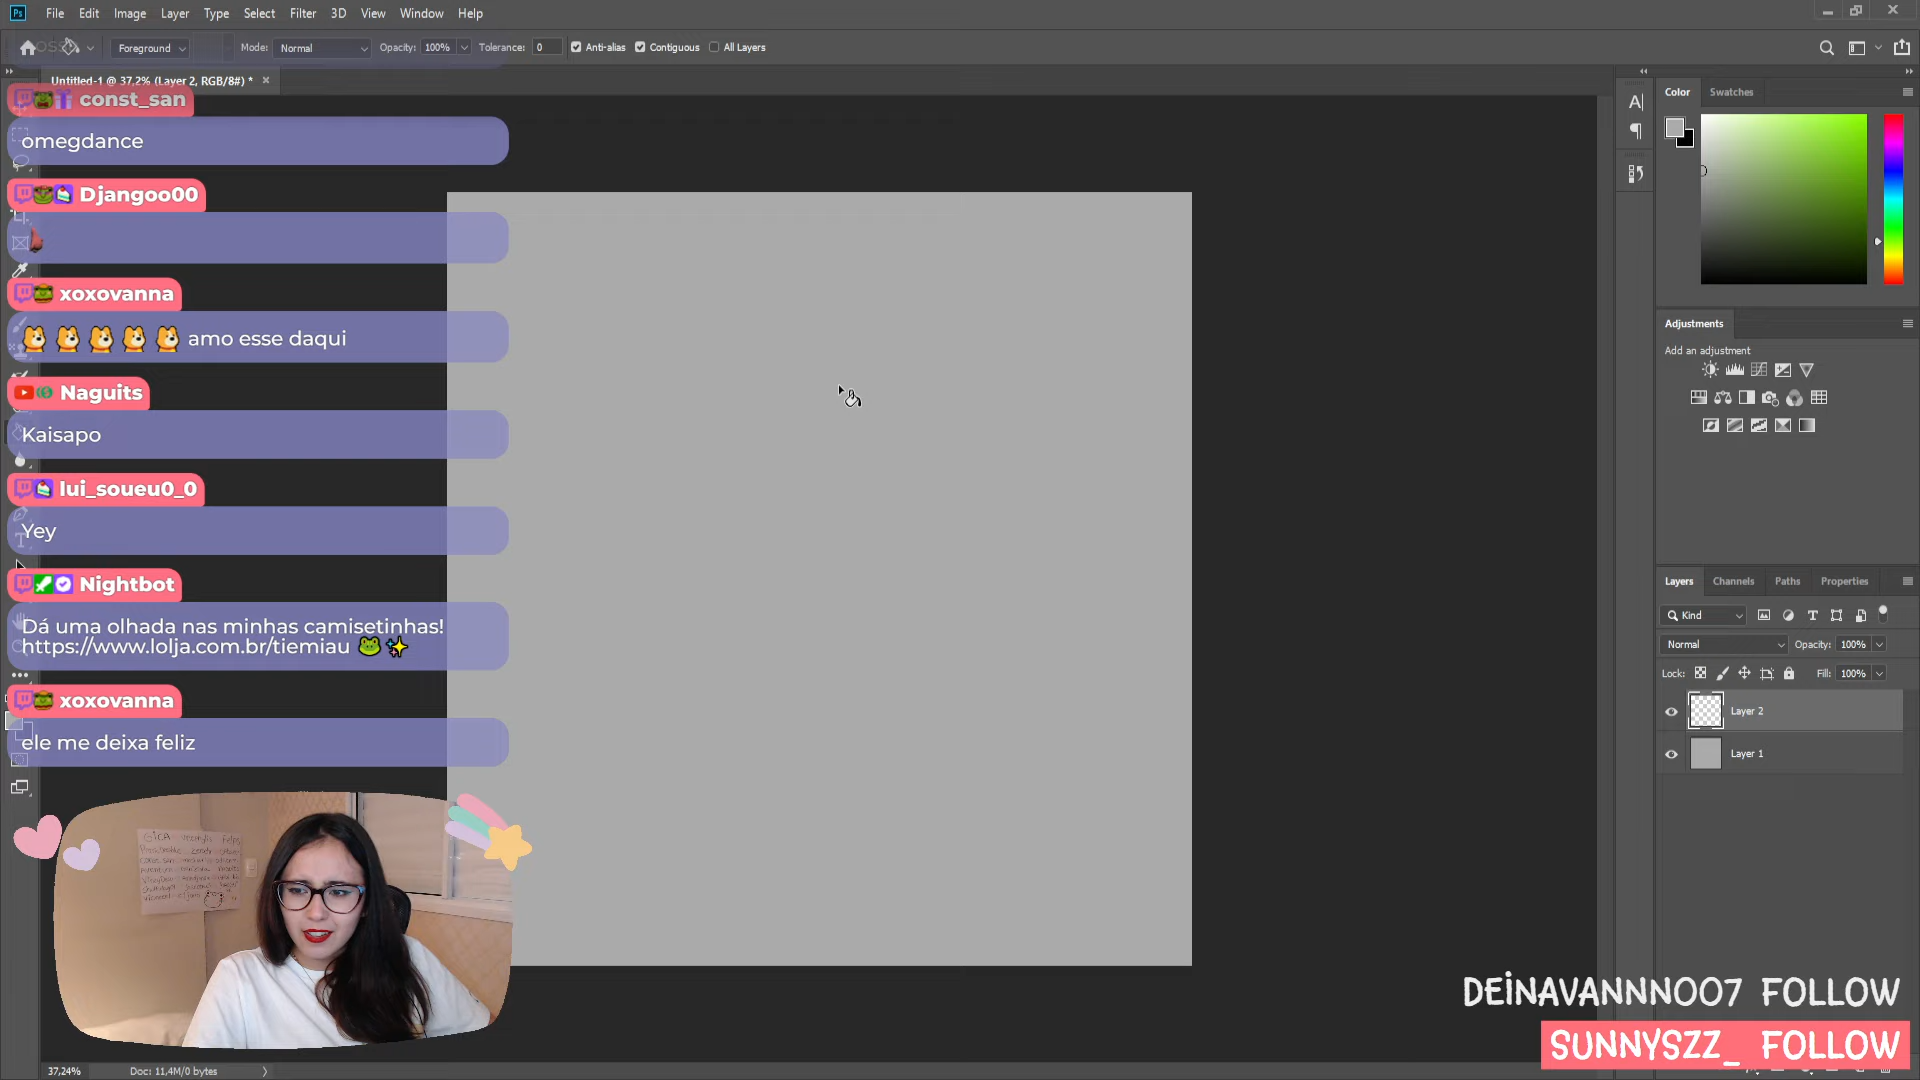 Ps File Edit Image Layer Type Select Filter 3D View Window Help
Foreground Mode: Normal Opacity: 100% Tolerance: 0 Anti-alias Contiguous All Layers
Untitled-1 @ 37,2% (Layer 2, RGB/8#) *
const_san
omegdance
Djangoo00
xoxovanna
amo esse daqui
Naguits
Kaisapo
lui_soueu0_0
Yey
Nightbot
Dá uma olhada nas minhas camisetinhas!
https://www.lolja.com.br/tiemiau
xoxovanna
ele me deixa feliz
GICA
Color Swatches
Adjustments
Add an adjustment
Layers Channels Paths Properties
Kind
Normal Opacity: 100%
Lock: Fill: 100%
Layer 2
Layer 1
DEINAVANNNOO7 FOLLOW
SUNNYSZZ_ FOLLOW
37,24% Doc: 11,4M/0 bytes